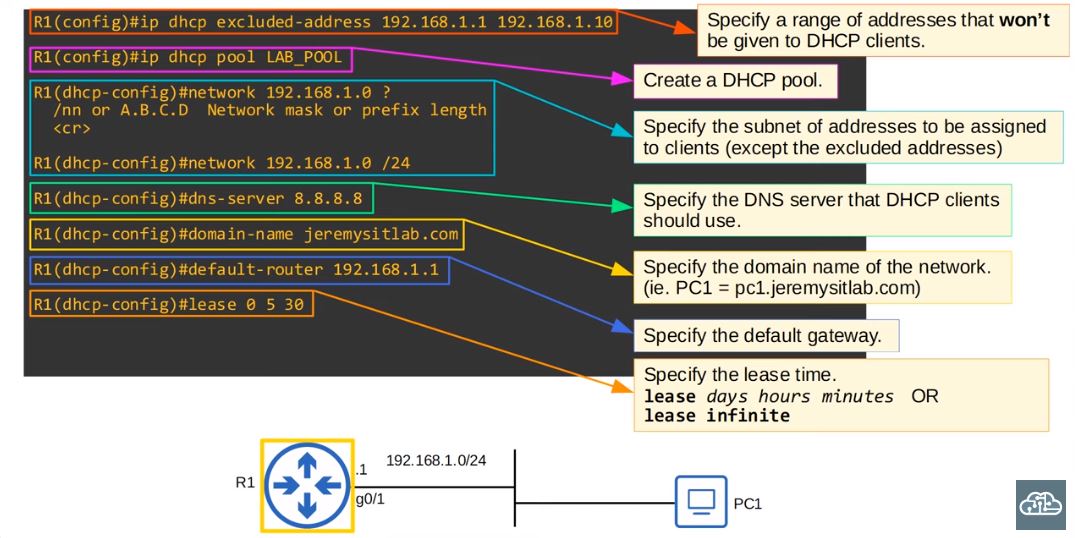 R1(config)#ip dhcp excluded-address 192.168.1.1 192.168.1.10
Specify a range of addresses that won't
be given to DHCP clients.
R1(config)#ip dhcp pool LAB_POOL
Create a DHCP pool.
R1(dhcp-config)#network 192.168.1.0 ?
/nn or A.B.C.D  Network mask or prefix length
<cr>
R1(dhcp-config)#network 192.168.1.0 /24
Specify the subnet of addresses to be assigned
to clients (except the excluded addresses)
R1(dhcp-config)#dns-server 8.8.8.8
Specify the DNS server that DHCP clients
should use.
R1(dhcp-config)#domain-name jeremysitlab.com
Specify the domain name of the network.
(ie. PC1 = pc1.jeremysitlab.com)
R1(dhcp-config)#default-router 192.168.1.1
Specify the default gateway.
R1(dhcp-config)#lease 0 5 30
Specify the lease time.
lease days hours minutes OR
lease infinite
R1
.1
192.168.1.0/24
g0/1
PC1